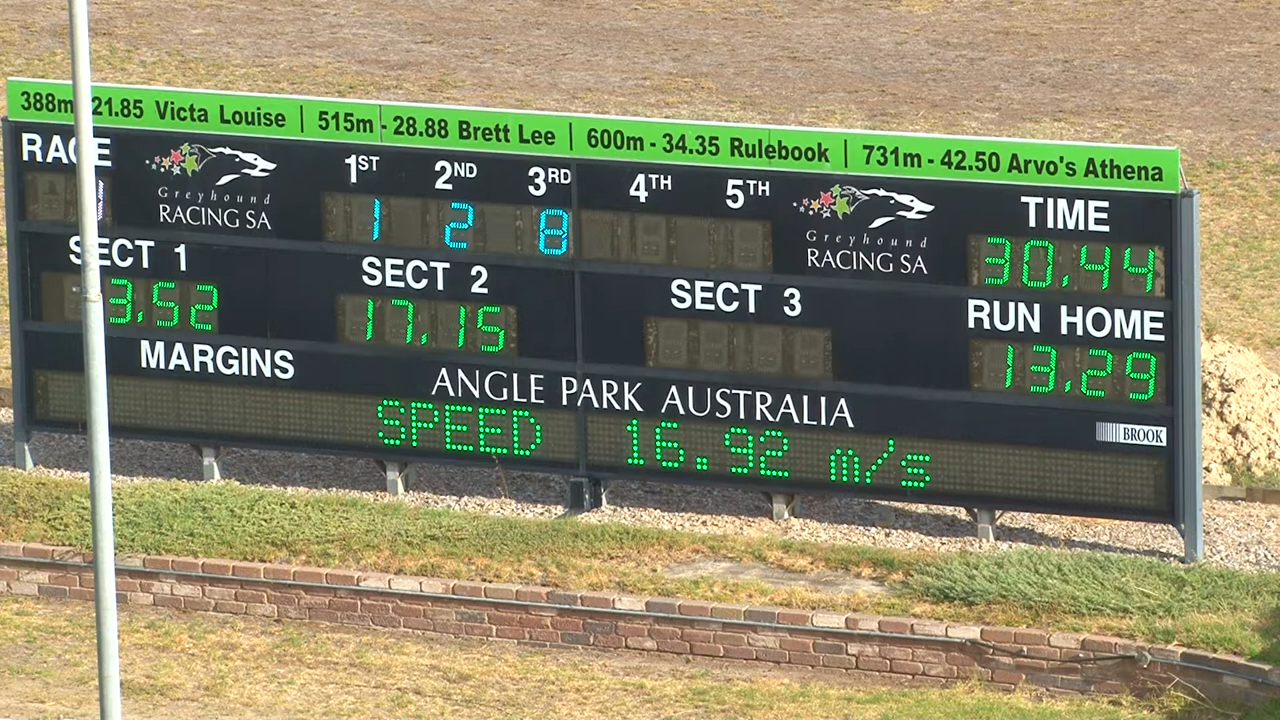 388m 21.85 Victa Louise | 515m - 28.88 Brett Lee | 600m - 34.35 Rulebook | 731m - 42.50 Arvo's Athena
RACE
1
Greyhound
RACING SA
1ST 2ND 3RD 4TH 5TH
1 2 8
Greyhound
RACING SA
TIME
30.44
SECT 1
3.52
SECT 2
17.15
SECT 3
RUN HOME
13.29
MARGINS
ANGLE PARK AUSTRALIA
BROOK
SPEED 16.92 m/s